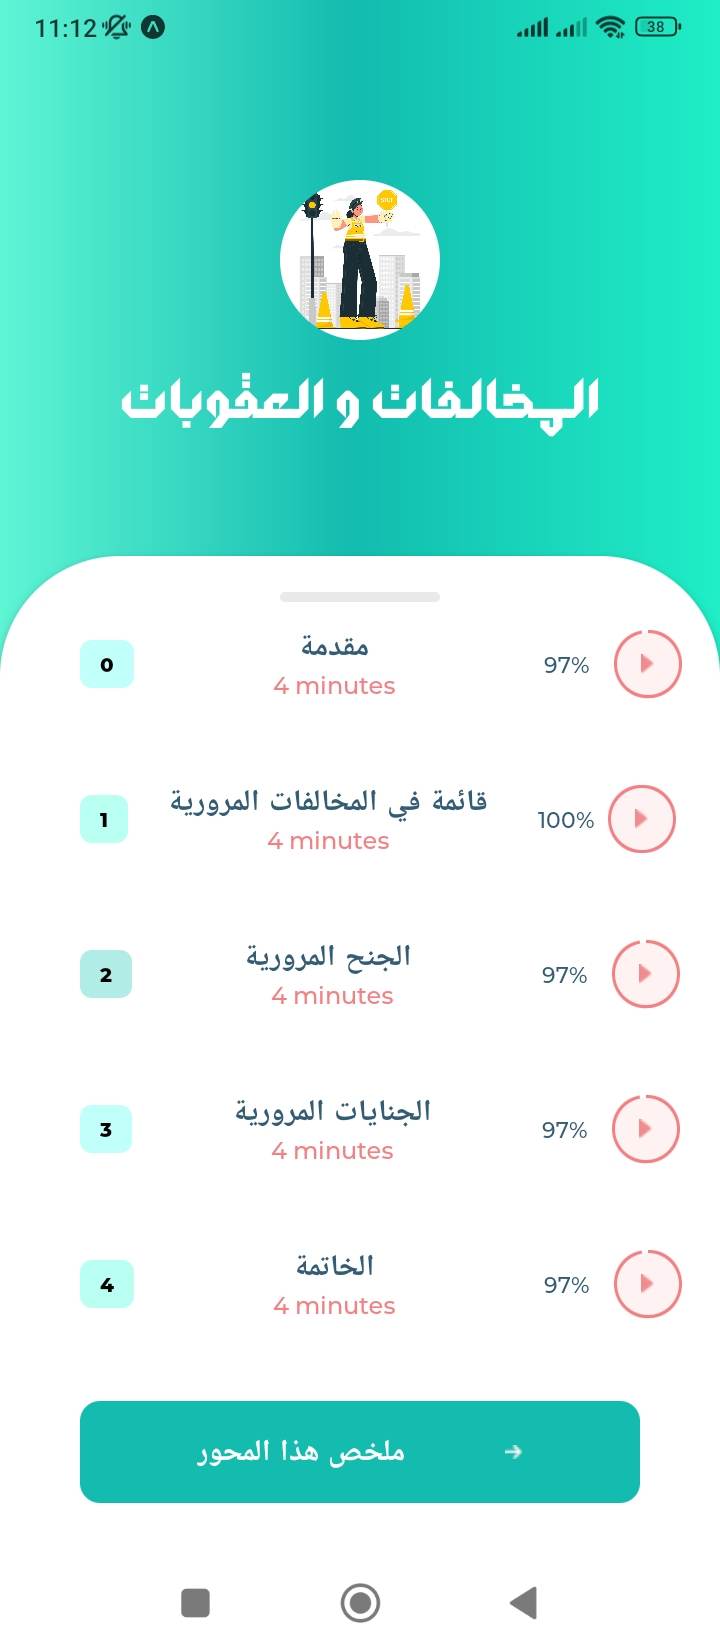 11:12
38
STOP
المخالفات و العقوبات
0
مقدمة
4 minutes
97%
1
قائمة في المخالفات المرورية
4 minutes
100%
2
الجنح المرورية
4 minutes
97%
3
الجنايات المرورية
4 minutes
97%
4
الخاتمة
4 minutes
97%
ملخص هذا المحور